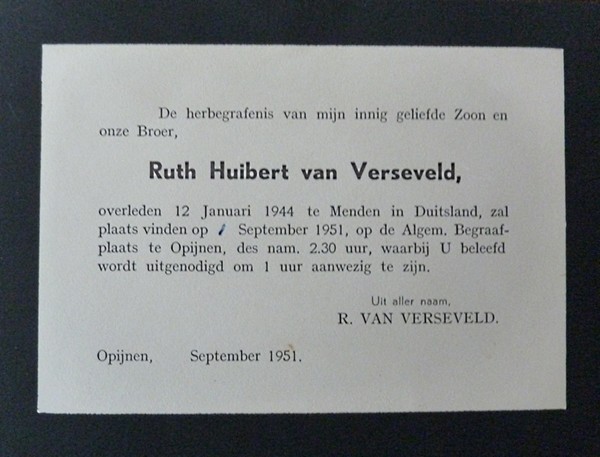 De herbegrafenis van mijn innig geliefde Zoon en
onze Broer,
Ruth Huibert van Verseveld,
overleden 12 Januari 1944 te Menden in Duitsland, zal
plaats vinden op September 1951, op de Algem. Begraaf-
plaats te Opijnen, des nam. 2.30 uur, waarbij U beleefd
wordt uitgenodigd om 1 uur aanwezig te zijn.
Uit aller naam,
R. VAN VERSEVELD.
Opijnen, September 1951.